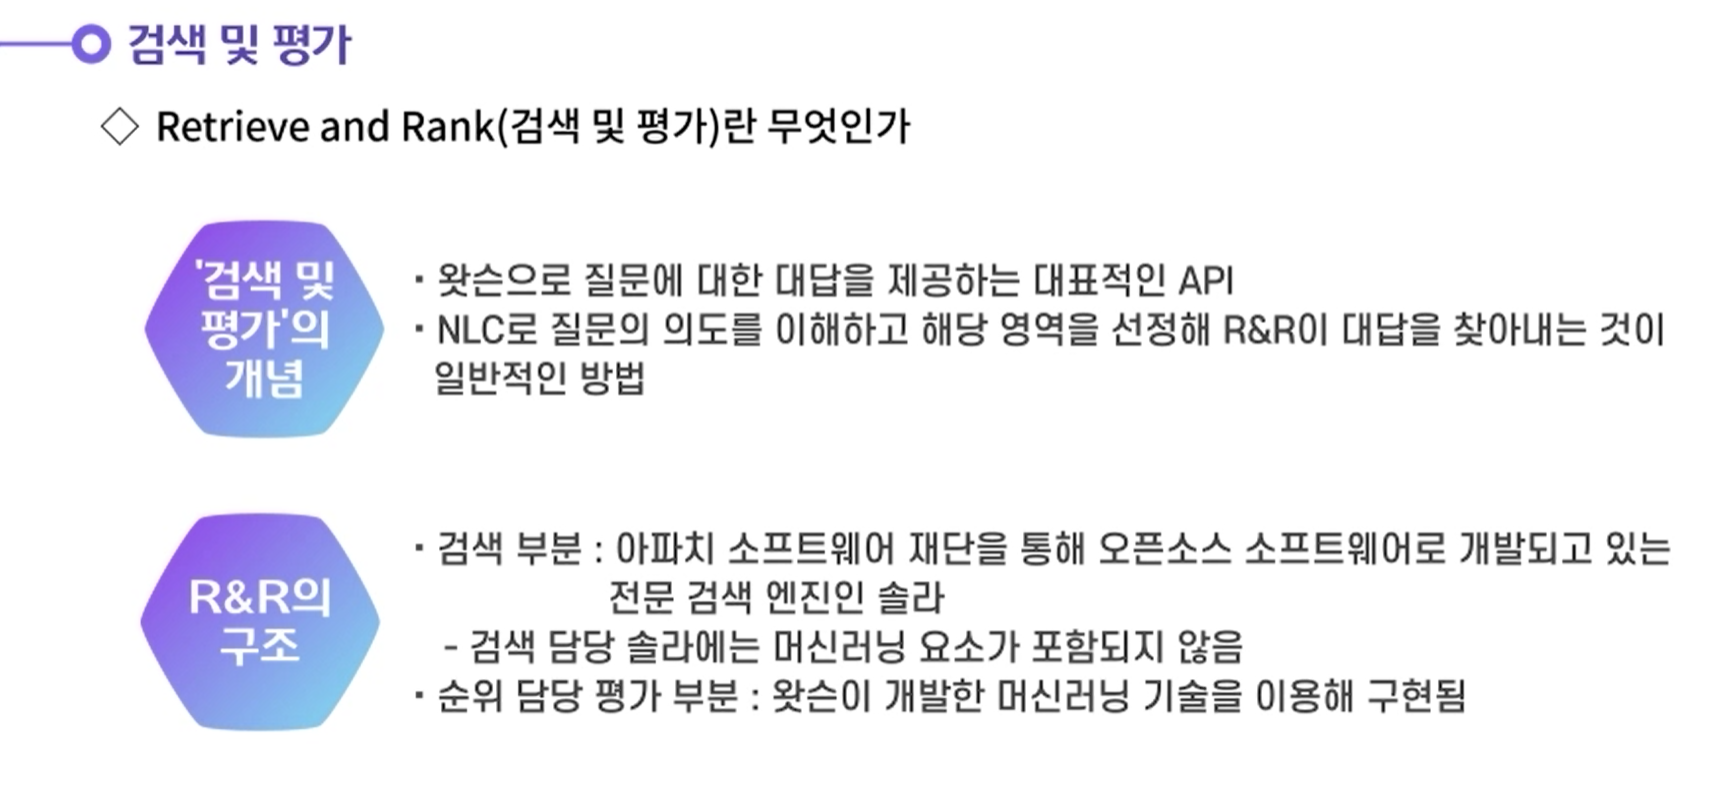 검색 및 평가
◇ Retrieve and Rank(검색 및 평가)란 무엇인가
'검색 및
평가'의
개념
· 왓슨으로 질문에 대한 대답을 제공하는 대표적인 API
· NLC로 질문의 의도를 이해하고 해당 영역을 선정해 R&R이 대답을 찾아내는 것이
일반적인 방법
R&R의
구조
· 검색 부분 : 아파치 소프트웨어 재단을 통해 오픈소스 소프트웨어로 개발되고 있는
전문 검색 엔진인 솔라
- 검색 담당 솔라에는 머신러닝 요소가 포함되지 않음
· 순위 담당 평가 부분 : 왓슨이 개발한 머신러닝 기술을 이용해 구현됨